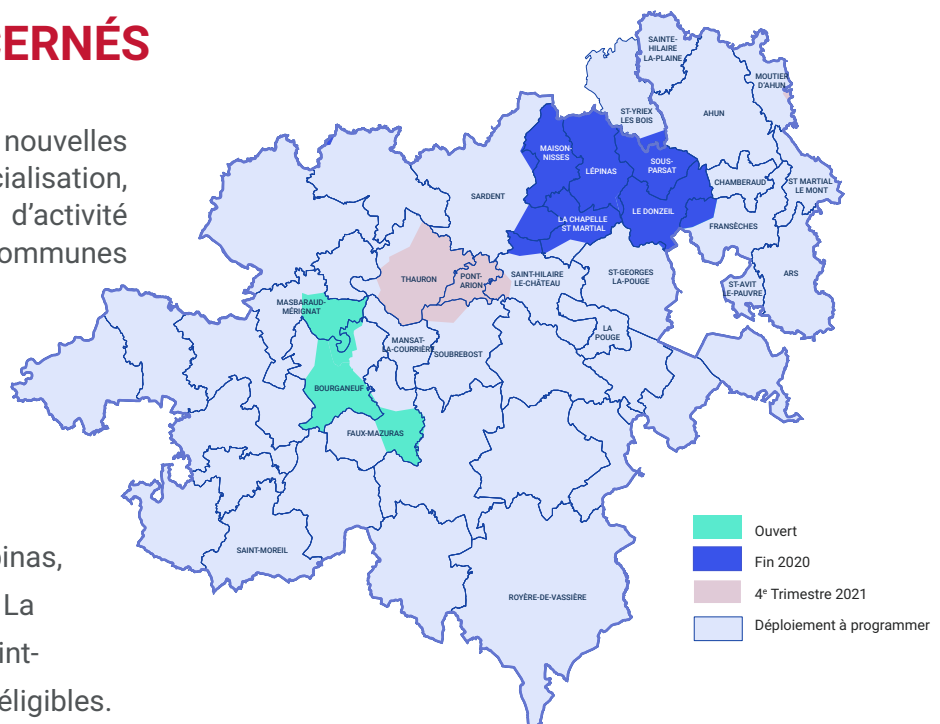 ERNÉS
nouvelles
cialisation,
d'activité
communes
inas,
La
int-
éligibles.
SAINTE-
HILAIRE
LA-PLAINE
MOUTIER
D'AHUN
AHUN
ST-YRIEX
LES BOIS
MAISON-
NISSES
LÉPINAS
SOUS-
PARSAT
CHAMBERAUD
ST MARTIAL
LE MONT
SARDENT
LA CHAPELLE
ST MARTIAL
LE DONZEIL
FRANSÈCHES
THAURON
PONT-
ARION
SAINT-HILAIRE
LE-CHÂTEAU
ST-GEORGES
LA-POUGE
ARS
ST-AVIT
LE-PAUVRE
MASBARAUD-
MÉRIGNAT
MANSAT-
LA-COURRIÈRE
SOUBREBOST
LA
POUGE
BOURGANEUF
FAUX-MAZURAS
SAINT-MOREIL
ROYÈRE-DE-VASSIÈRE
Ouvert
Fin 2020
4e Trimestre 2021
Déploiement à programmer